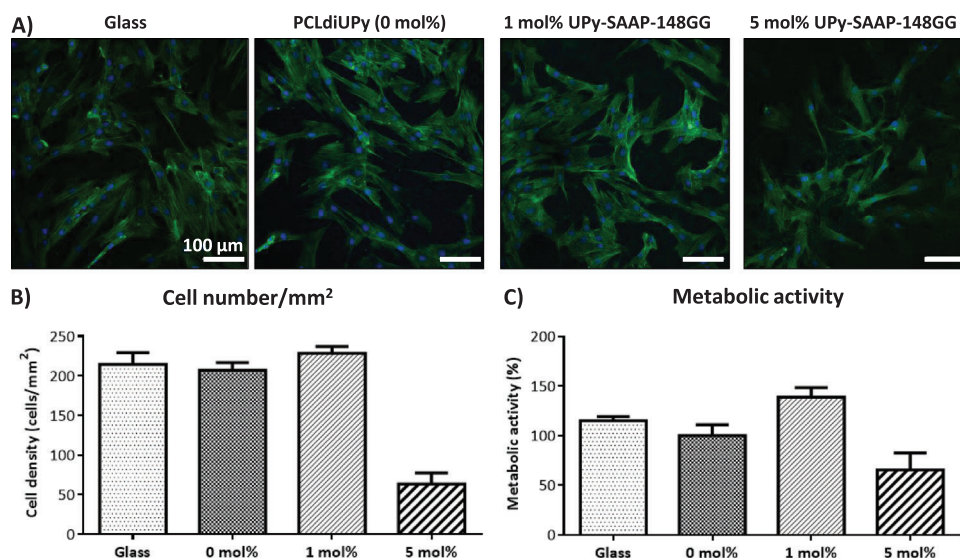 A)
Glass
PCLdiUPy (0 mol%)
1 mol% UPy-SAAP-148GG
5 mol% UPy-SAAP-148GG
100 µm
B)
Cell number/mm²
Cell density (cells/mm²)
250
200
150
100
50
0
Glass
0 mol%
1 mol%
5 mol%
C)
Metabolic activity
Metabolic activity (%)
200
150
100
50
0
Glass
0 mol%
1 mol%
5 mol%